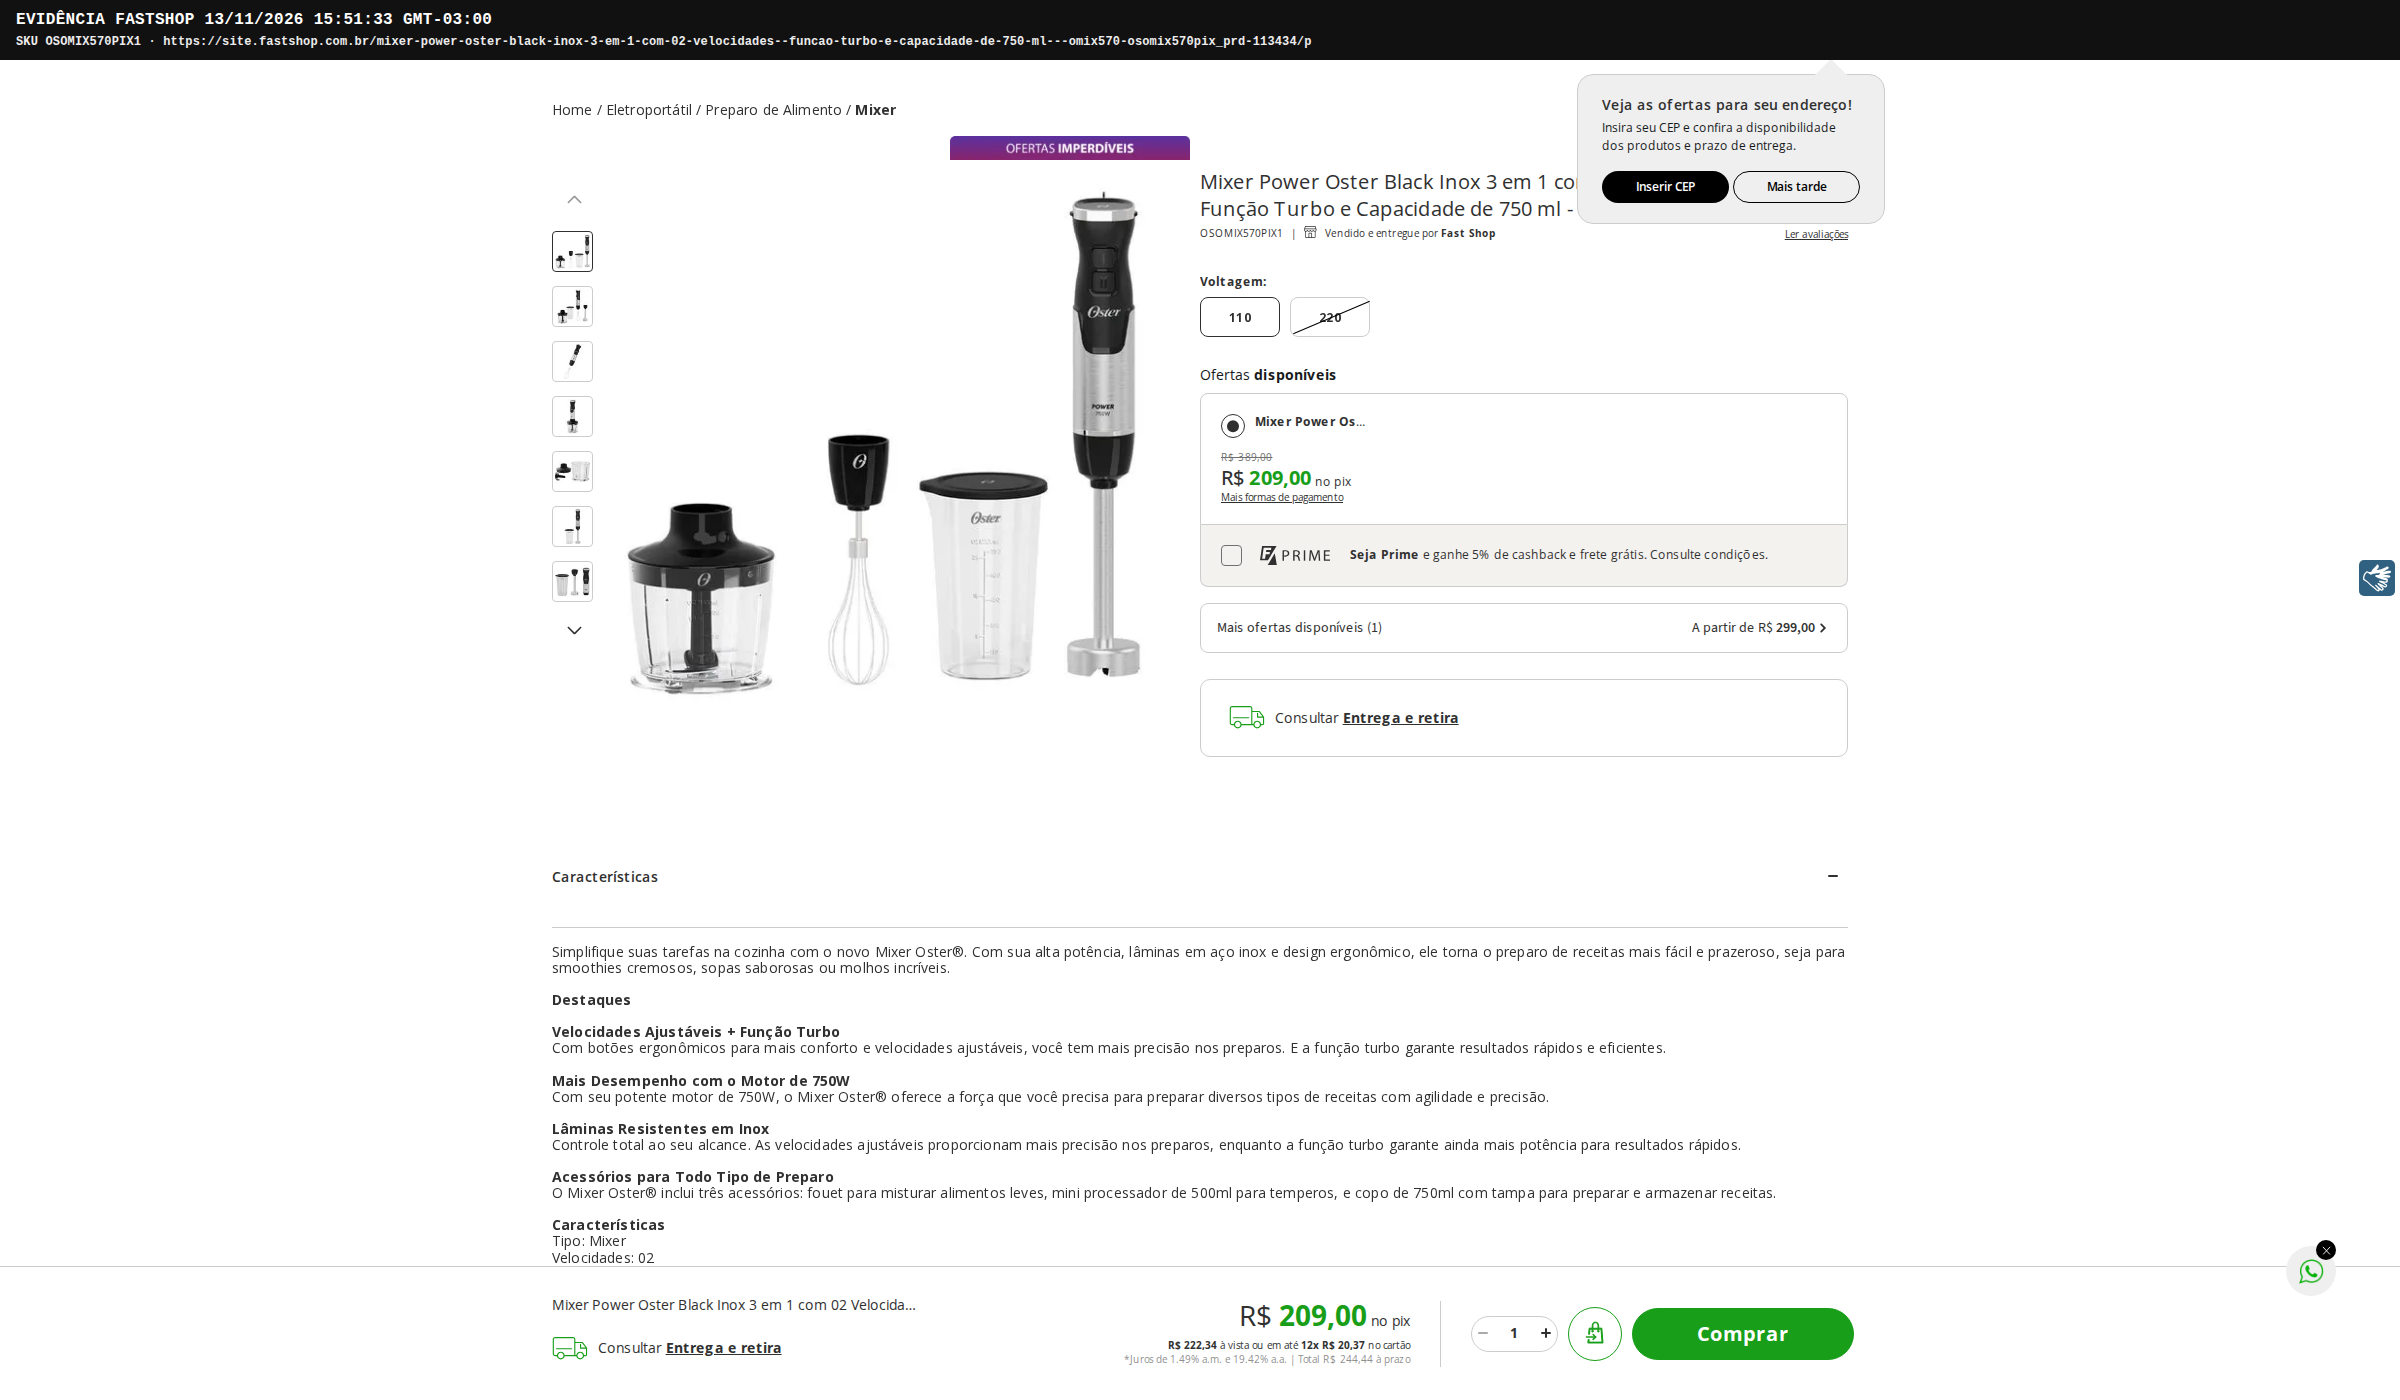 EVIDÊNCIA FASTSHOP 13/11/2026 15:51:33 GMT-03:00
SKU OSOMIX570PIX1 · https://site.fastshop.com.br/mixer-power-oster-black-inox-3-em-1-com-02-velocidades--funcao-turbo-e-capacidade-de-750-ml---omix570-osomix570pix_prd-113434/p
Veja as ofertas para seu endereço!
Insira seu CEP e confira a disponibilidade
dos produtos e prazo de entrega.
Inserir CEP
Mais tarde
Home / Eletroportátil / Preparo de Alimento / Mixer
OFERTAS IMPERDÍVEIS
Mixer Power Oster Black Inox 3 em 1 co
Função Turbo e Capacidade de 750 ml -
OSOMIX570PIX1 | Vendido e entregue por Fast Shop
Ler avaliações
Voltagem:
110
220
Oster
POWER
750W
Oster
Ofertas disponíveis
Mixer Power Os...
R$ 389,00
R$ 209,00 no pix
Mais formas de pagamento
PRIME Seja Prime e ganhe 5% de cashback e frete grátis. Consulte condições.
Mais ofertas disponíveis (1)
A partir de R$ 299,00
Consultar Entrega e retira
Características
Simplifique suas tarefas na cozinha com o novo Mixer Oster®. Com sua alta potência, lâminas em aço inox e design ergonômico, ele torna o preparo de receitas mais fácil e prazeroso, seja para
smoothies cremosos, sopas saborosas ou molhos incríveis.
Destaques
Velocidades Ajustáveis + Função Turbo
Com botões ergonômicos para mais conforto e velocidades ajustáveis, você tem mais precisão nos preparos. E a função turbo garante resultados rápidos e eficientes.
Mais Desempenho com o Motor de 750W
Com seu potente motor de 750W, o Mixer Oster® oferece a força que você precisa para preparar diversos tipos de receitas com agilidade e precisão.
Lâminas Resistentes em Inox
Controle total ao seu alcance. As velocidades ajustáveis proporcionam mais precisão nos preparos, enquanto a função turbo garante ainda mais potência para resultados rápidos.
Acessórios para Todo Tipo de Preparo
O Mixer Oster® inclui três acessórios: fouet para misturar alimentos leves, mini processador de 500ml para temperos, e copo de 750ml com tampa para preparar e armazenar receitas.
Características
Tipo: Mixer
Velocidades: 02
Mixer Power Oster Black Inox 3 em 1 com 02 Velocida...
Consultar Entrega e retira
R$ 209,00 no pix
R$ 222,34 à vista ou em até 12x R$ 20,37 no cartão
*Juros de 1.49% a.m. e 19.42% a.a. | Total R$ 244,44 à prazo
1
Comprar